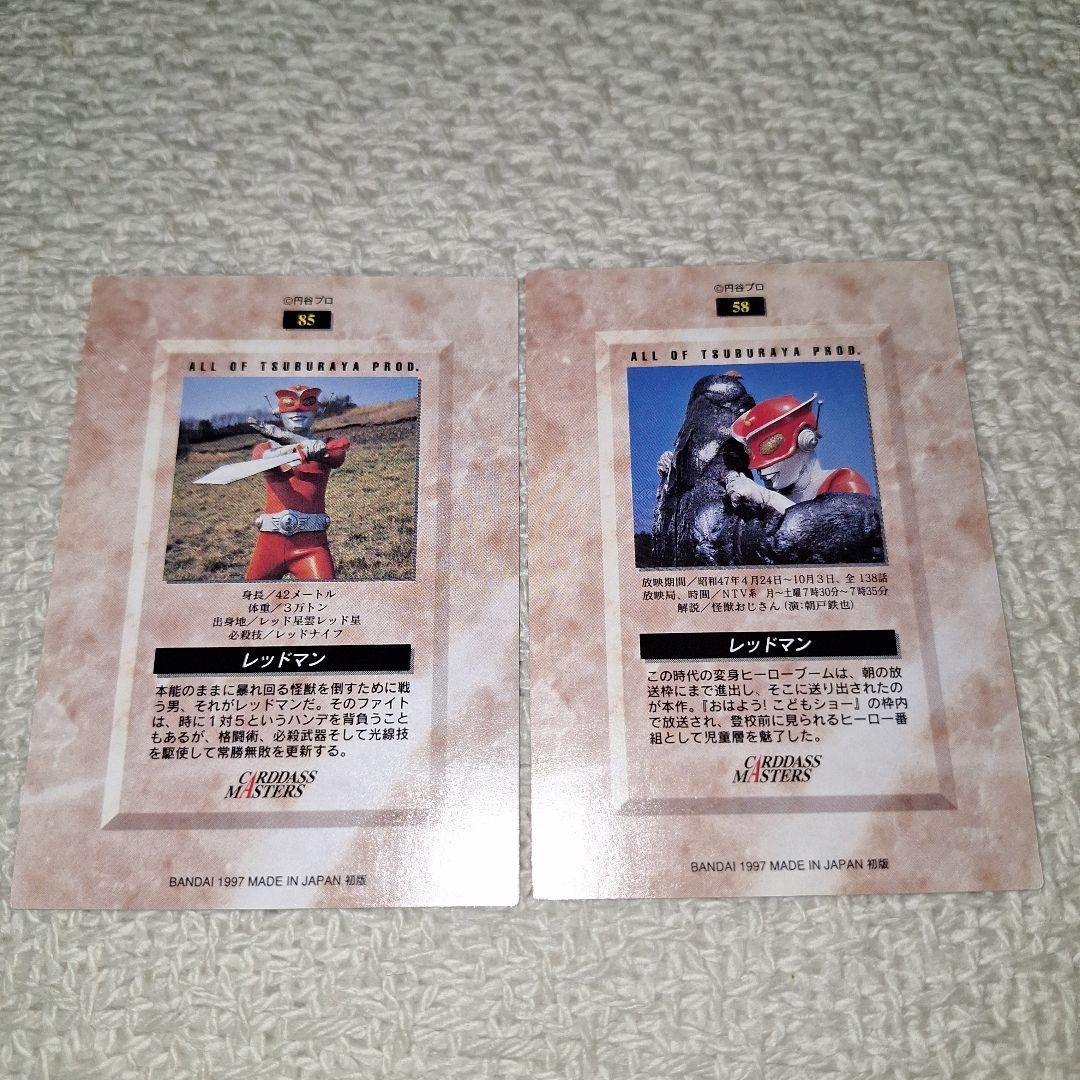 ©円谷プロ
85
ALL OF TSUBURAYA PROD.
身長／42メートル
体重／3万トン
出身地／レッド星雲レッド星
必殺技／レッドナイフ
レッドマン
本能のままに暴れ回る怪獣を倒すために戦
う男、それがレッドマンだ。そのファイト
は、時に1対5というハンデを背負うこと
もあるが、格闘術、必殺武器そして光線技
を駆使して常勝無敗を更新する。
CARDDASS
MASTERS
BANDAI 1997 MADE IN JAPAN 初版
©円谷プロ
58
ALL OF TSUBURAYA PROD.
放映期間／昭和47年4月24日～10月3日、全138話
放映局、時間／NTV系 月～土曜7時30分～7時35分
解説／怪獣おじさん（演：朝戸鉄也）
レッドマン
この時代の変身ヒーローブームは、朝の放
送枠にまで進出し、そこに送り出されたのが
が本作。『おはよう！こどもショー』の枠内
で放送され、登校前に見られるヒーロー番
組として児童層を魅了した。
CARDDASS
MASTERS
BANDAI 1997 MADE IN JAPAN 初版